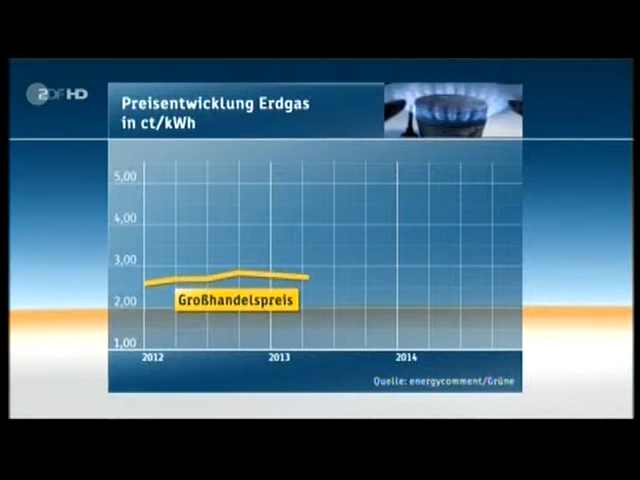 ZDF HD
Preisentwicklung Erdgas
in ct/kWh
5,00
4,00
3,00
2,00
1,00
Großhandelspreis
2012
2013
2014
Quelle: energycomment/Grüne